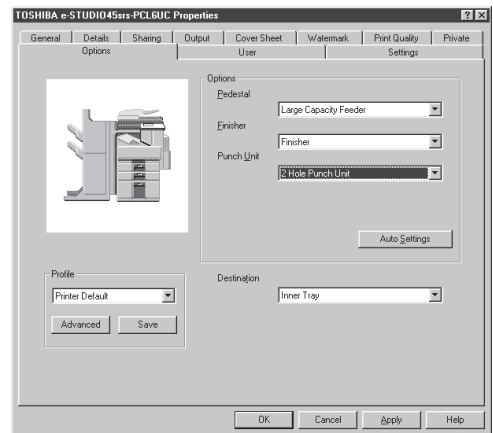 TOSHIBA e-STUDIO45srs-PCL6UC Properties
General Details Sharing Output Cover Sheet Watermark Print Quality Private
Options User Settings
Options
Pedestal
Large Capacity Feeder
Finisher
Finisher
Punch Unit
2 Hole Punch Unit
Auto Settings
Profile
Printer Default
Advanced Save
Destination
Inner Tray
OK Cancel Apply Help